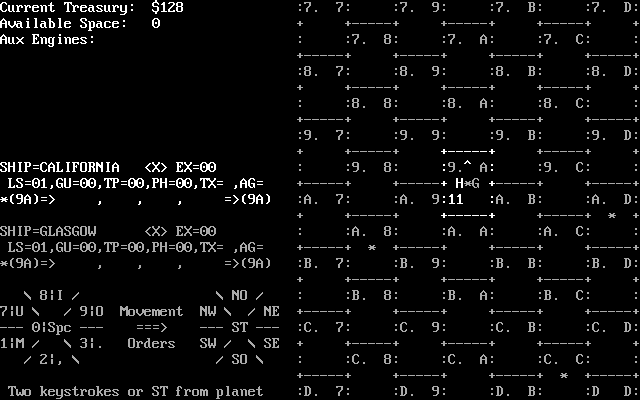 Current Treasury: $128
Available Space: 0
Aux Engines:
SHIP=CALIFORNIA <X> EX=00
LS=01,GU=00,TP=00,PH=00,TX= ,AG=
*(9A)=> , , , =>(9A)
SHIP=GLASGOW <X> EX=00
LS=01,GU=00,TP=00,PH=00,TX= ,AG=
*(9A)=> , , , =>(9A)
\ 8¦I / \ NO /
7¦U \ / 9¦O Movement NW \ / NE
--- 0¦Spc --- ===> --- ST ---
1¦M / \ 3¦. Orders SW / \ SE
/ 2¦, \ / SO \
Two keystrokes or ST from planet
:7. 7: :7. 9: :7. B: :7. D:
: :7. 8: :7. A: :7. C: :
:8. 7: :8. 9: :8. B: :8. D:
: :8. 8: :8. A: :8. C: :
:9. 7: :9. 9: :9. B: :9. D:
: :9. 8: :9.^ A: :9. C: :
H*G
:A. 7: :A. 9:11 :A. B: :A. D:
*
: :A. 8: :A. A: :A. C: :
*
:B. 7: :B. 9: :B. B: :B. D:
: :B. 8: :B. A: :B. C: :
:C. 7: :C. 9: :C. B: :C. D:
: :C. 8: :C. A: :C. C: :
*
:D. 7: :D. 9: :D. B: :D D: